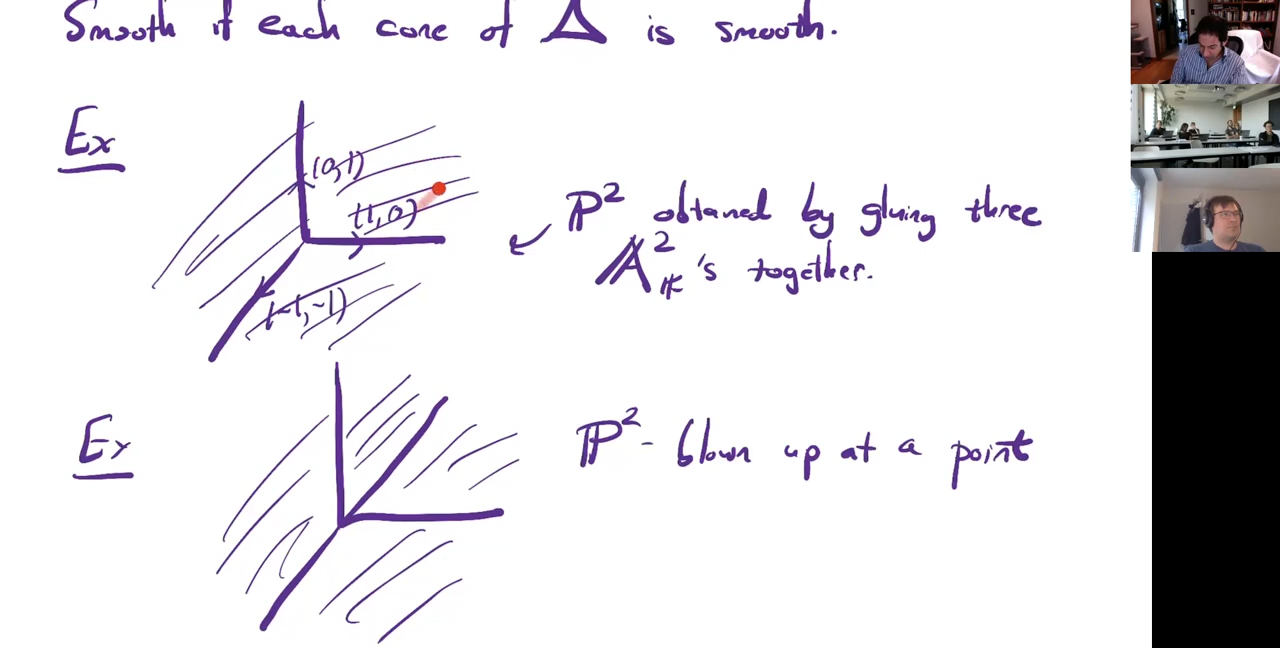 Smooth if each cone of Δ is smooth.
Ex
(0,1)
(1,0)
(-1,-1)
ℙ² obtaned by gluing three
𝔸²_𝕜's together.
Ex
ℙ² - blown up at a point